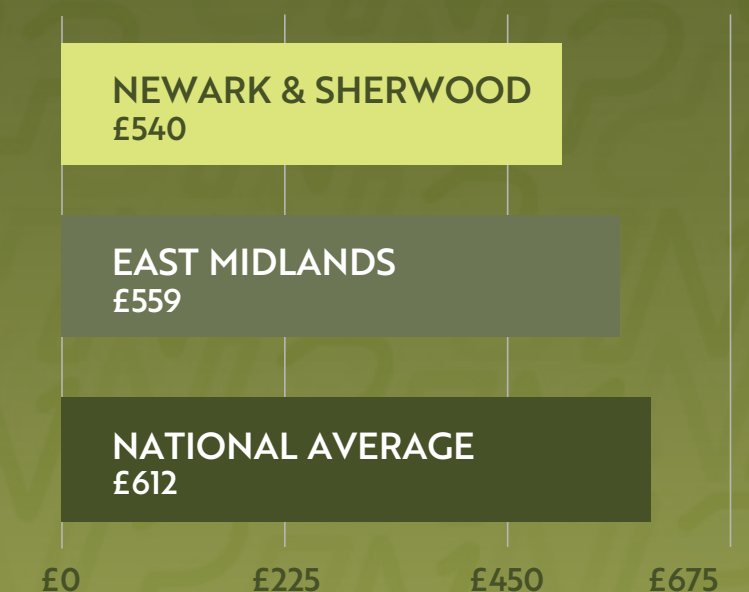 NEWARK & SHERWOOD
£540
EAST MIDLANDS
£559
NATIONAL AVERAGE
£612
£0 £225 £450 £675